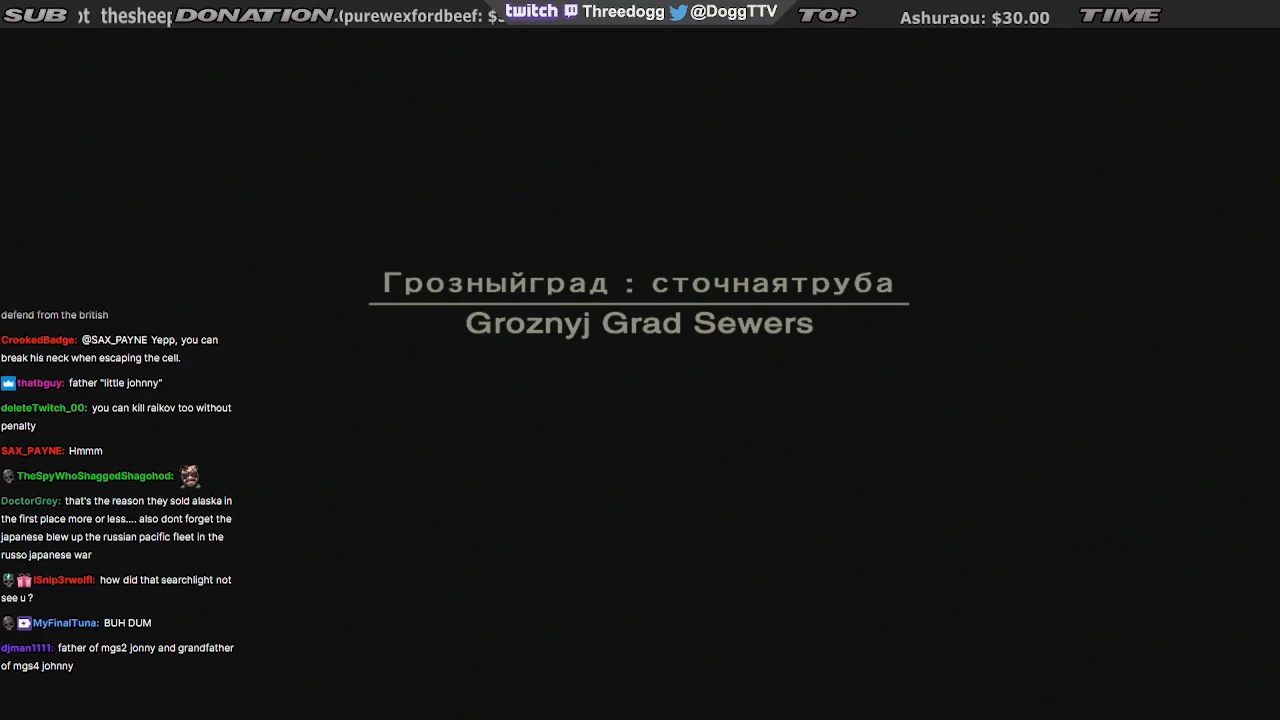 SUB ot thesheep DONATION.(purewexfordbeef: $ twitch Threedogg @DoggTTV TOP Ashuraou: $30.00 TIME
Грозныйград : сточнаятруба
Groznyj Grad Sewers
defend from the british
CrookedBadge: @SAX_PAYNE Yepp, you can
break his neck when escaping the cell.
thatbguy: father "little johnny"
deleteTwitch_00: you can kill raikov too without
penalty
SAX_PAYNE: Hmmm
TheSpyWhoShaggedShagohod:
DoctorGrey: that's the reason they sold alaska in
the first place more or less.... also dont forget the
japanese blew up the russian pacific fleet in the
russo japanese war
ISnip3rwolfI: how did that searchlight not
see u ?
MyFinalTuna: BUH DUM
djman1111: father of mgs2 jonny and grandfather
of mgs4 johnny